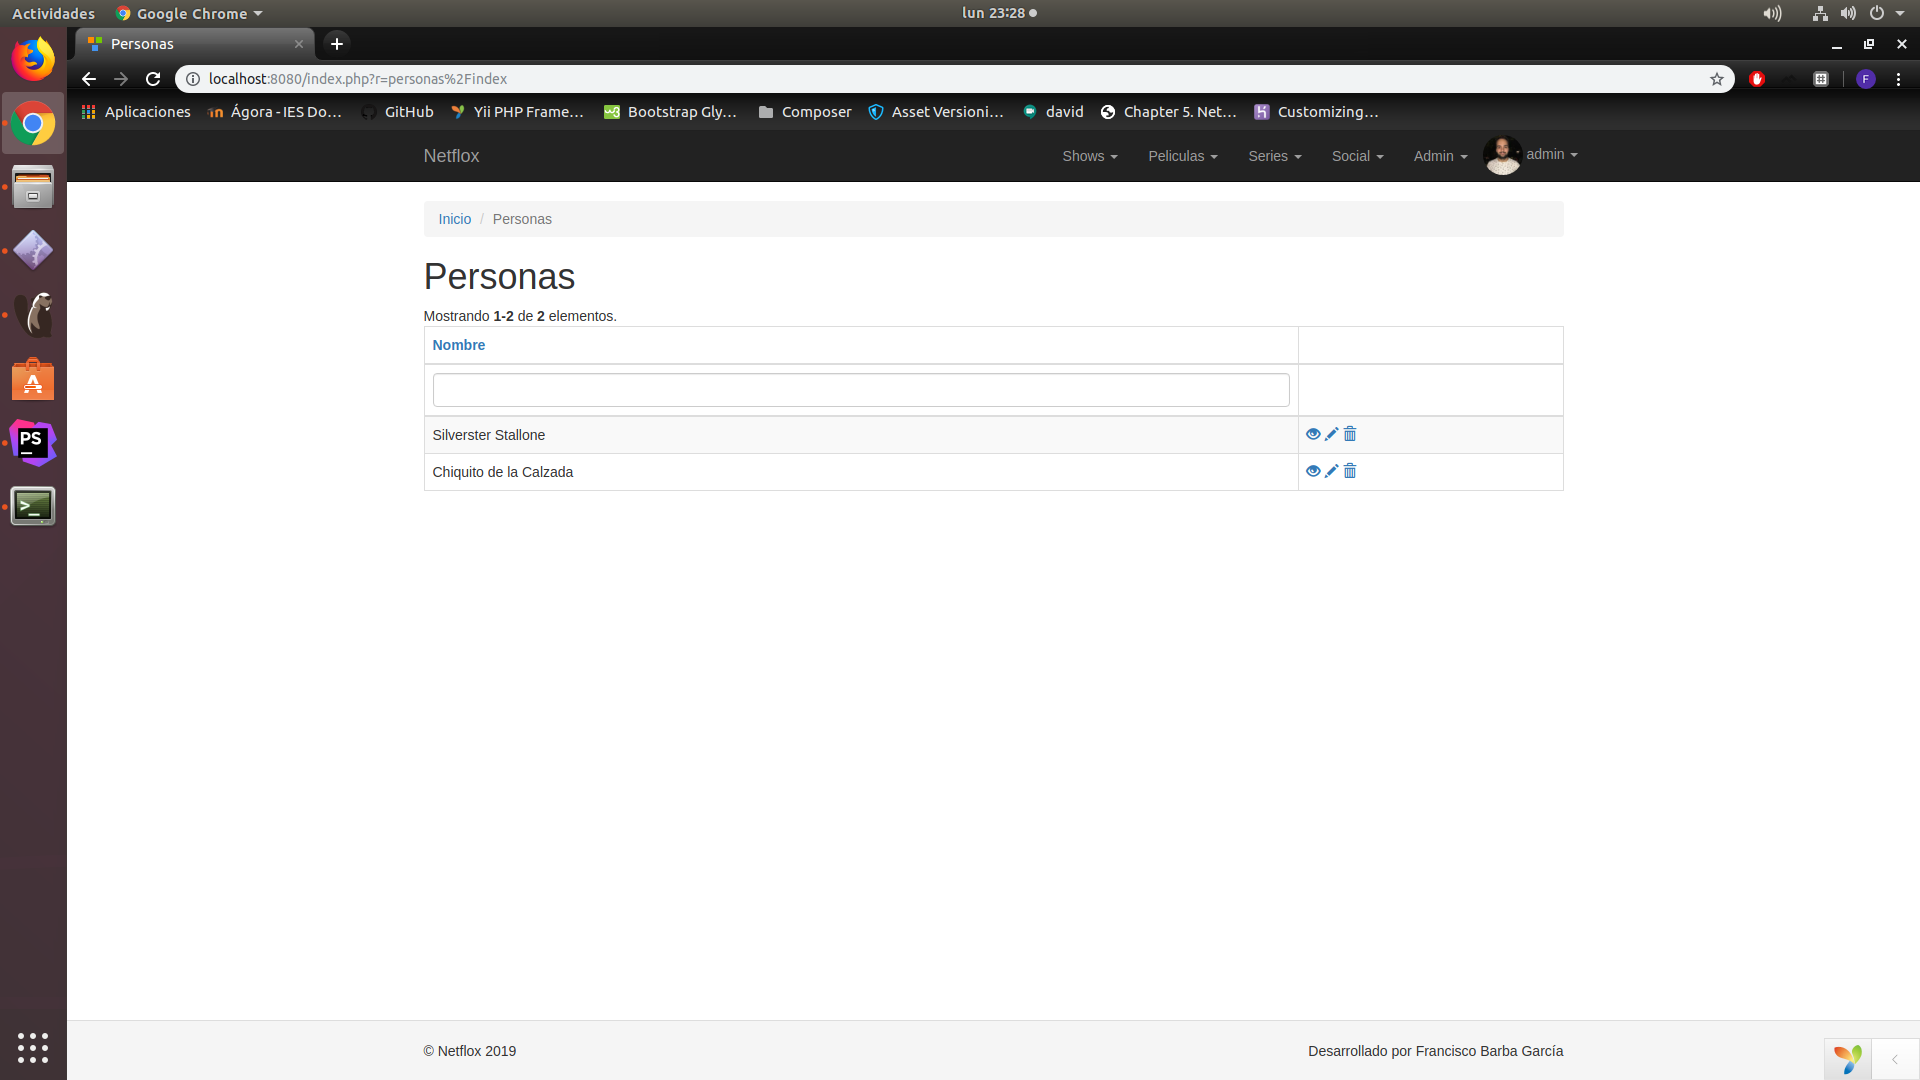 Actividades
Google Chrome
lun 23:28
Personas
localhost:8080/index.php?r=personas%2Findex
F
Aplicaciones
Ágora - IES Do...
GitHub
Yii PHP Frame...
Bootstrap Gly...
Composer
Asset Versioni...
david
Chapter 5. Net...
Customizing...
Netflox
Shows
Peliculas
Series
Social
Admin
admin
Inicio / Personas
Personas
Mostrando 1-2 de 2 elementos.
Nombre
Silverster Stallone
Chiquito de la Calzada
PS
© Netflox 2019
Desarrollado por Francisco Barba García